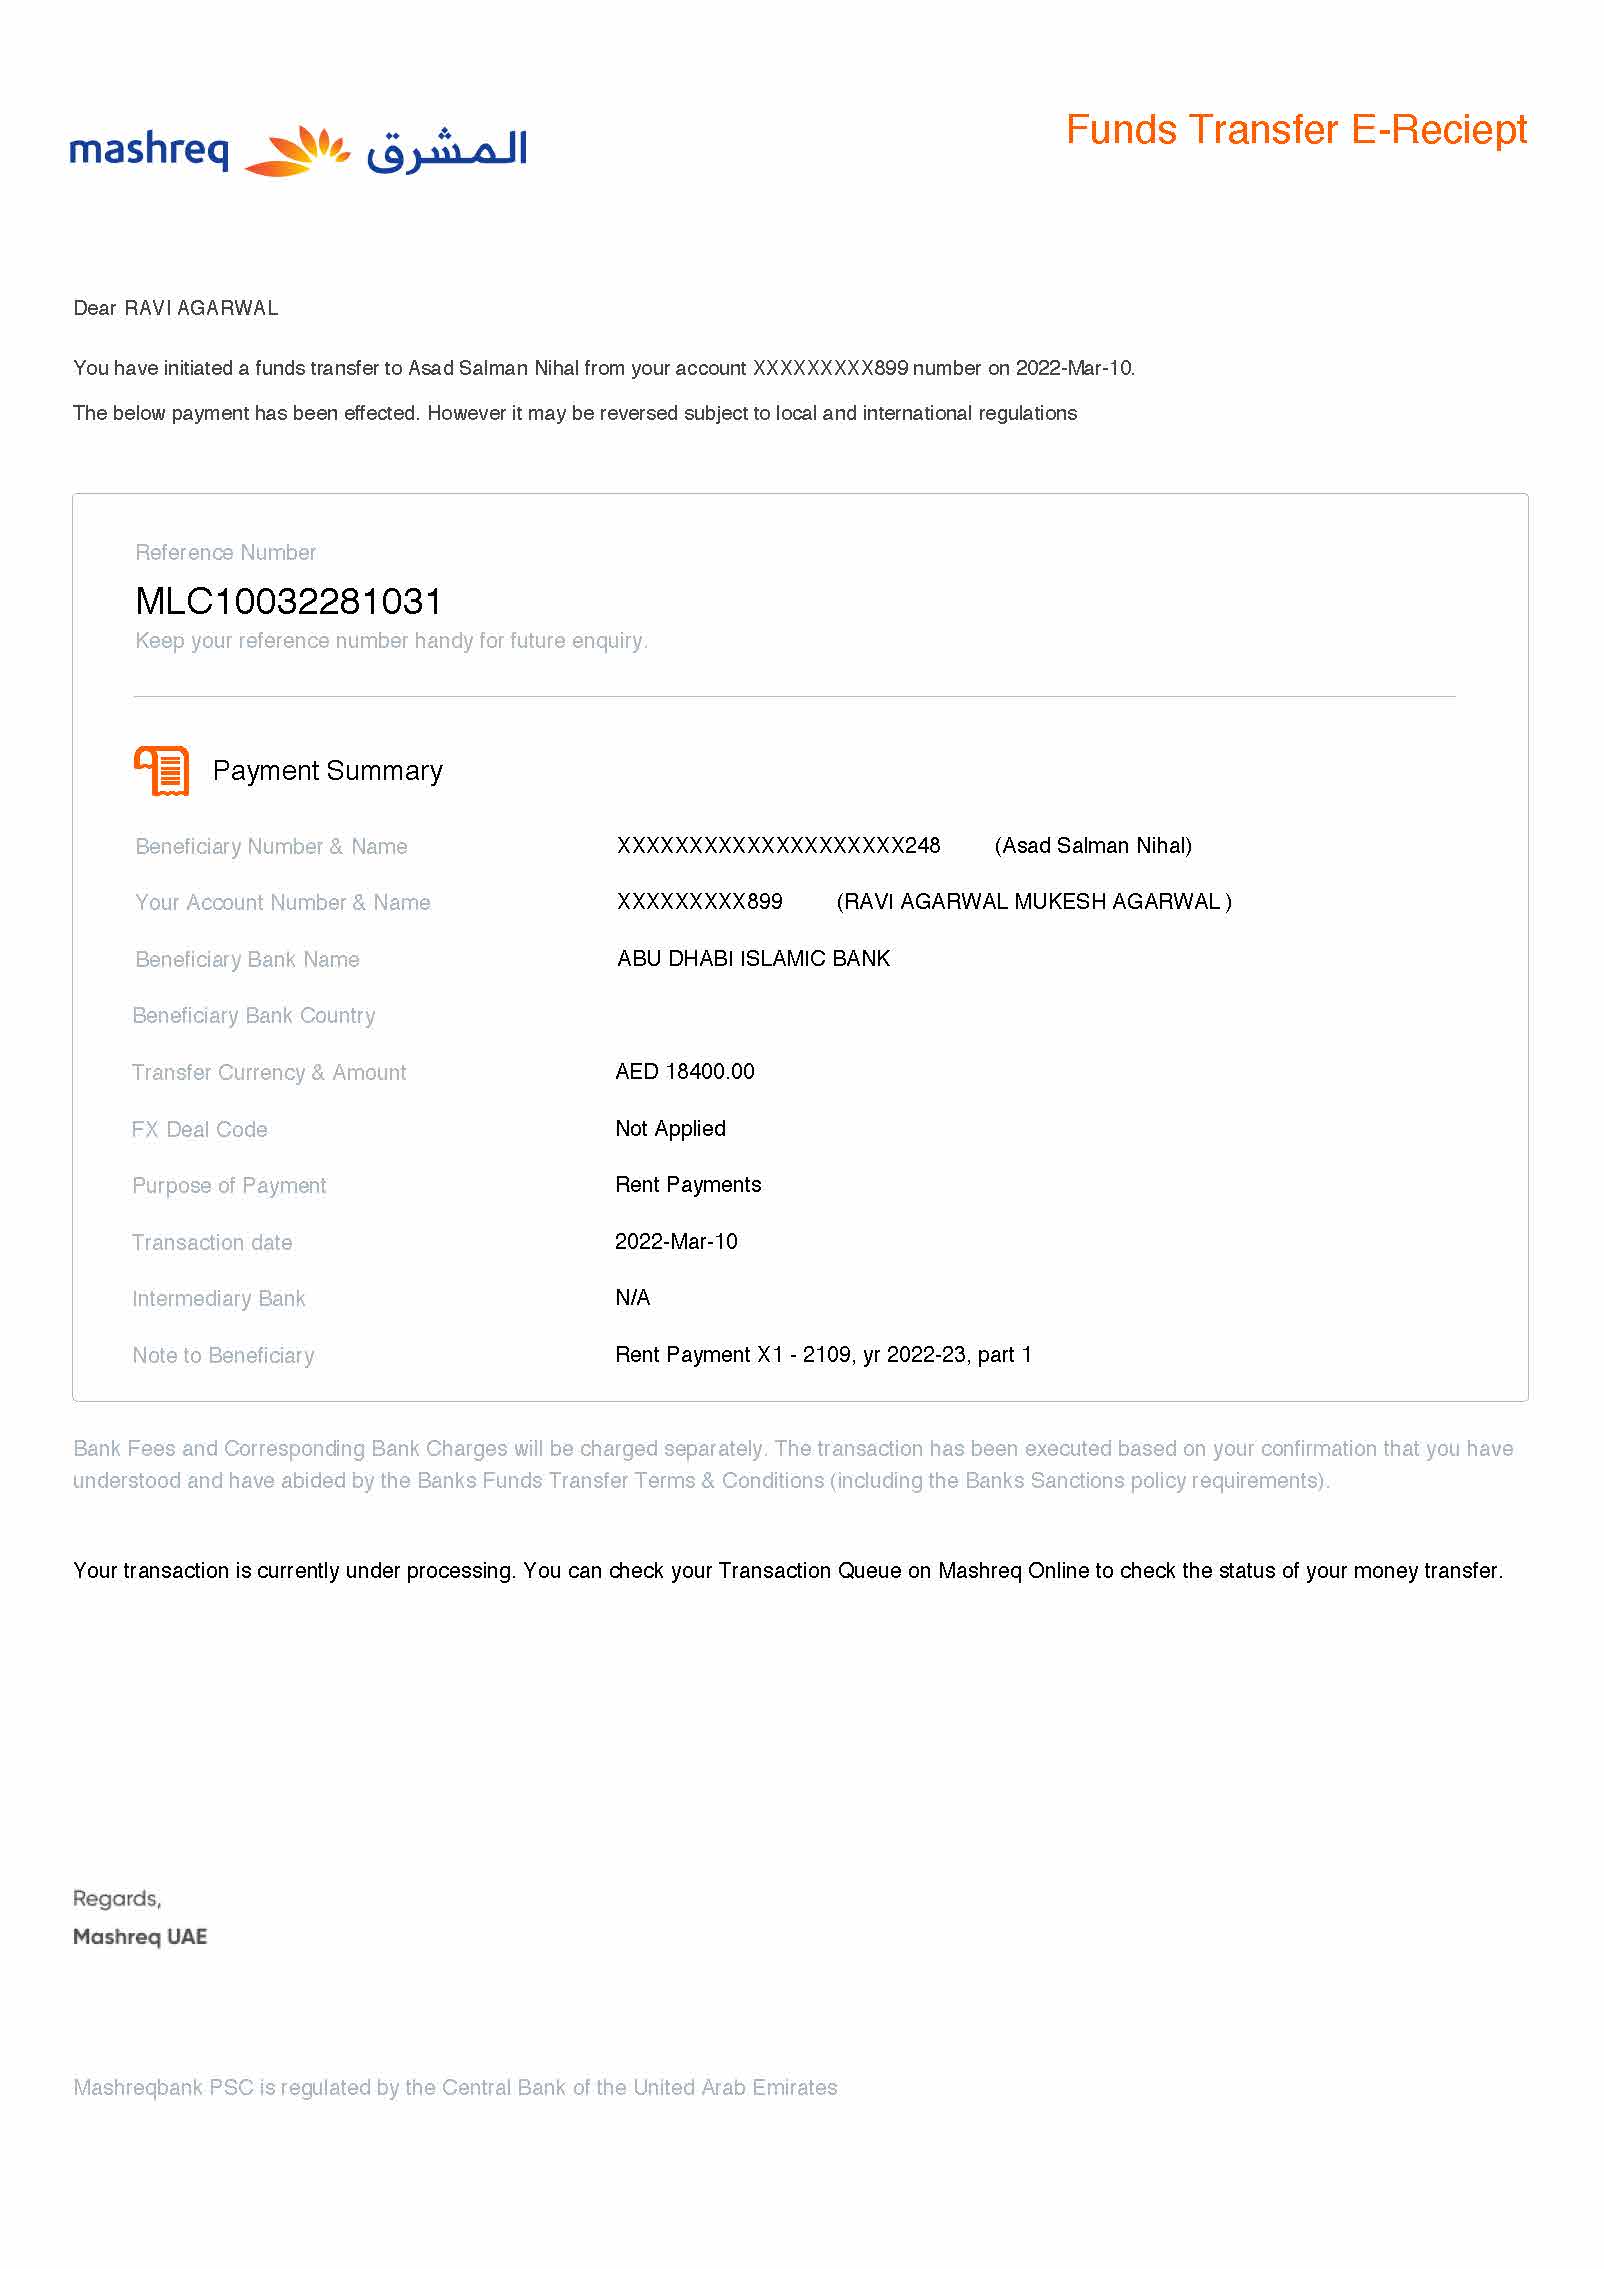 mashreq المشرق
Funds Transfer E-Reciept
Dear RAVI AGARWAL
You have initiated a funds transfer to Asad Salman Nihal from your account XXXXXXXXX899 number on 2022-Mar-10.
The below payment has been effected. However it may be reversed subject to local and international regulations
Reference Number
MLC10032281031
Keep your reference number handy for future enquiry.
Payment Summary
Beneficiary Number & Name XXXXXXXXXXXXXXXXXXXX248 (Asad Salman Nihal)
Your Account Number & Name XXXXXXXXX899 (RAVI AGARWAL MUKESH AGARWAL )
Beneficiary Bank Name ABU DHABI ISLAMIC BANK
Beneficiary Bank Country
Transfer Currency & Amount AED 18400.00
FX Deal Code Not Applied
Purpose of Payment Rent Payments
Transaction date 2022-Mar-10
Intermediary Bank N/A
Note to Beneficiary Rent Payment X1 - 2109, yr 2022-23, part 1
Bank Fees and Corresponding Bank Charges will be charged separately. The transaction has been executed based on your confirmation that you have
understood and have abided by the Banks Funds Transfer Terms & Conditions (including the Banks Sanctions policy requirements).
Your transaction is currently under processing. You can check your Transaction Queue on Mashreq Online to check the status of your money transfer.
Regards,
Mashreq UAE
Mashreqbank PSC is regulated by the Central Bank of the United Arab Emirates